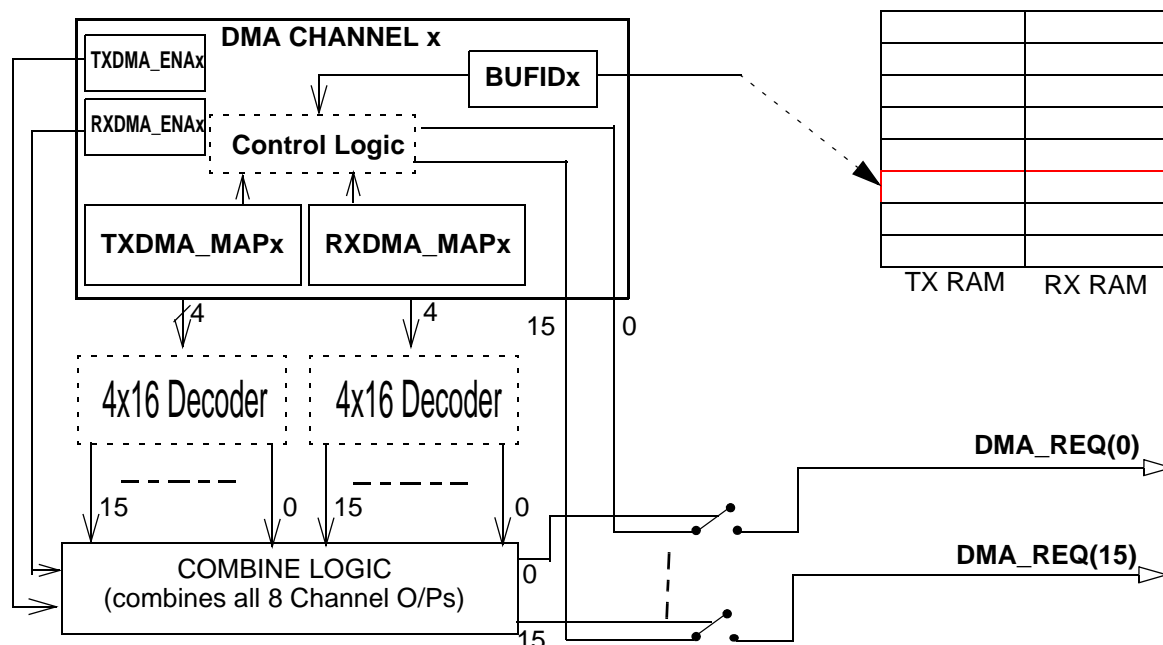 DMA CHANNEL x
TXDMA_ENAx
BUFIDx
RXDMA_ENAx
Control Logic
TXDMA_MAPx
RXDMA_MAPx
TX RAM
RX RAM
4
4
15
0
4x16 Decoder
4x16 Decoder
DMA_REQ(0)
15
0
15
0
DMA_REQ(15)
COMBINE LOGIC
(combines all 8 Channel O/Ps)
0
15